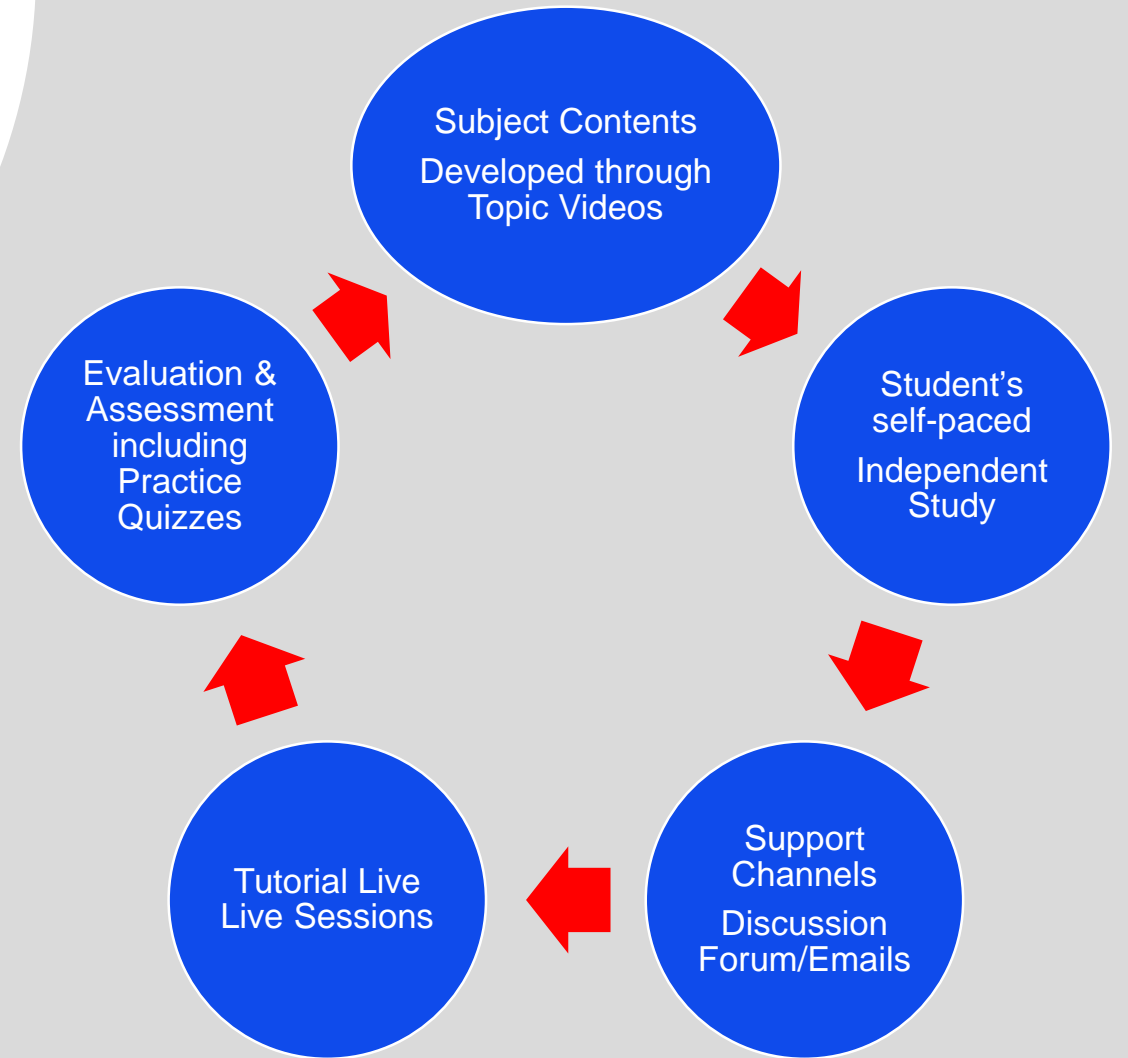 Subject Contents
Developed through
Topic Videos
Student’s
self-paced
Independent
Study
Support
Channels
Discussion
Forum/Emails
Tutorial Live
Live Sessions
Evaluation &
Assessment
including
Practice
Quizzes